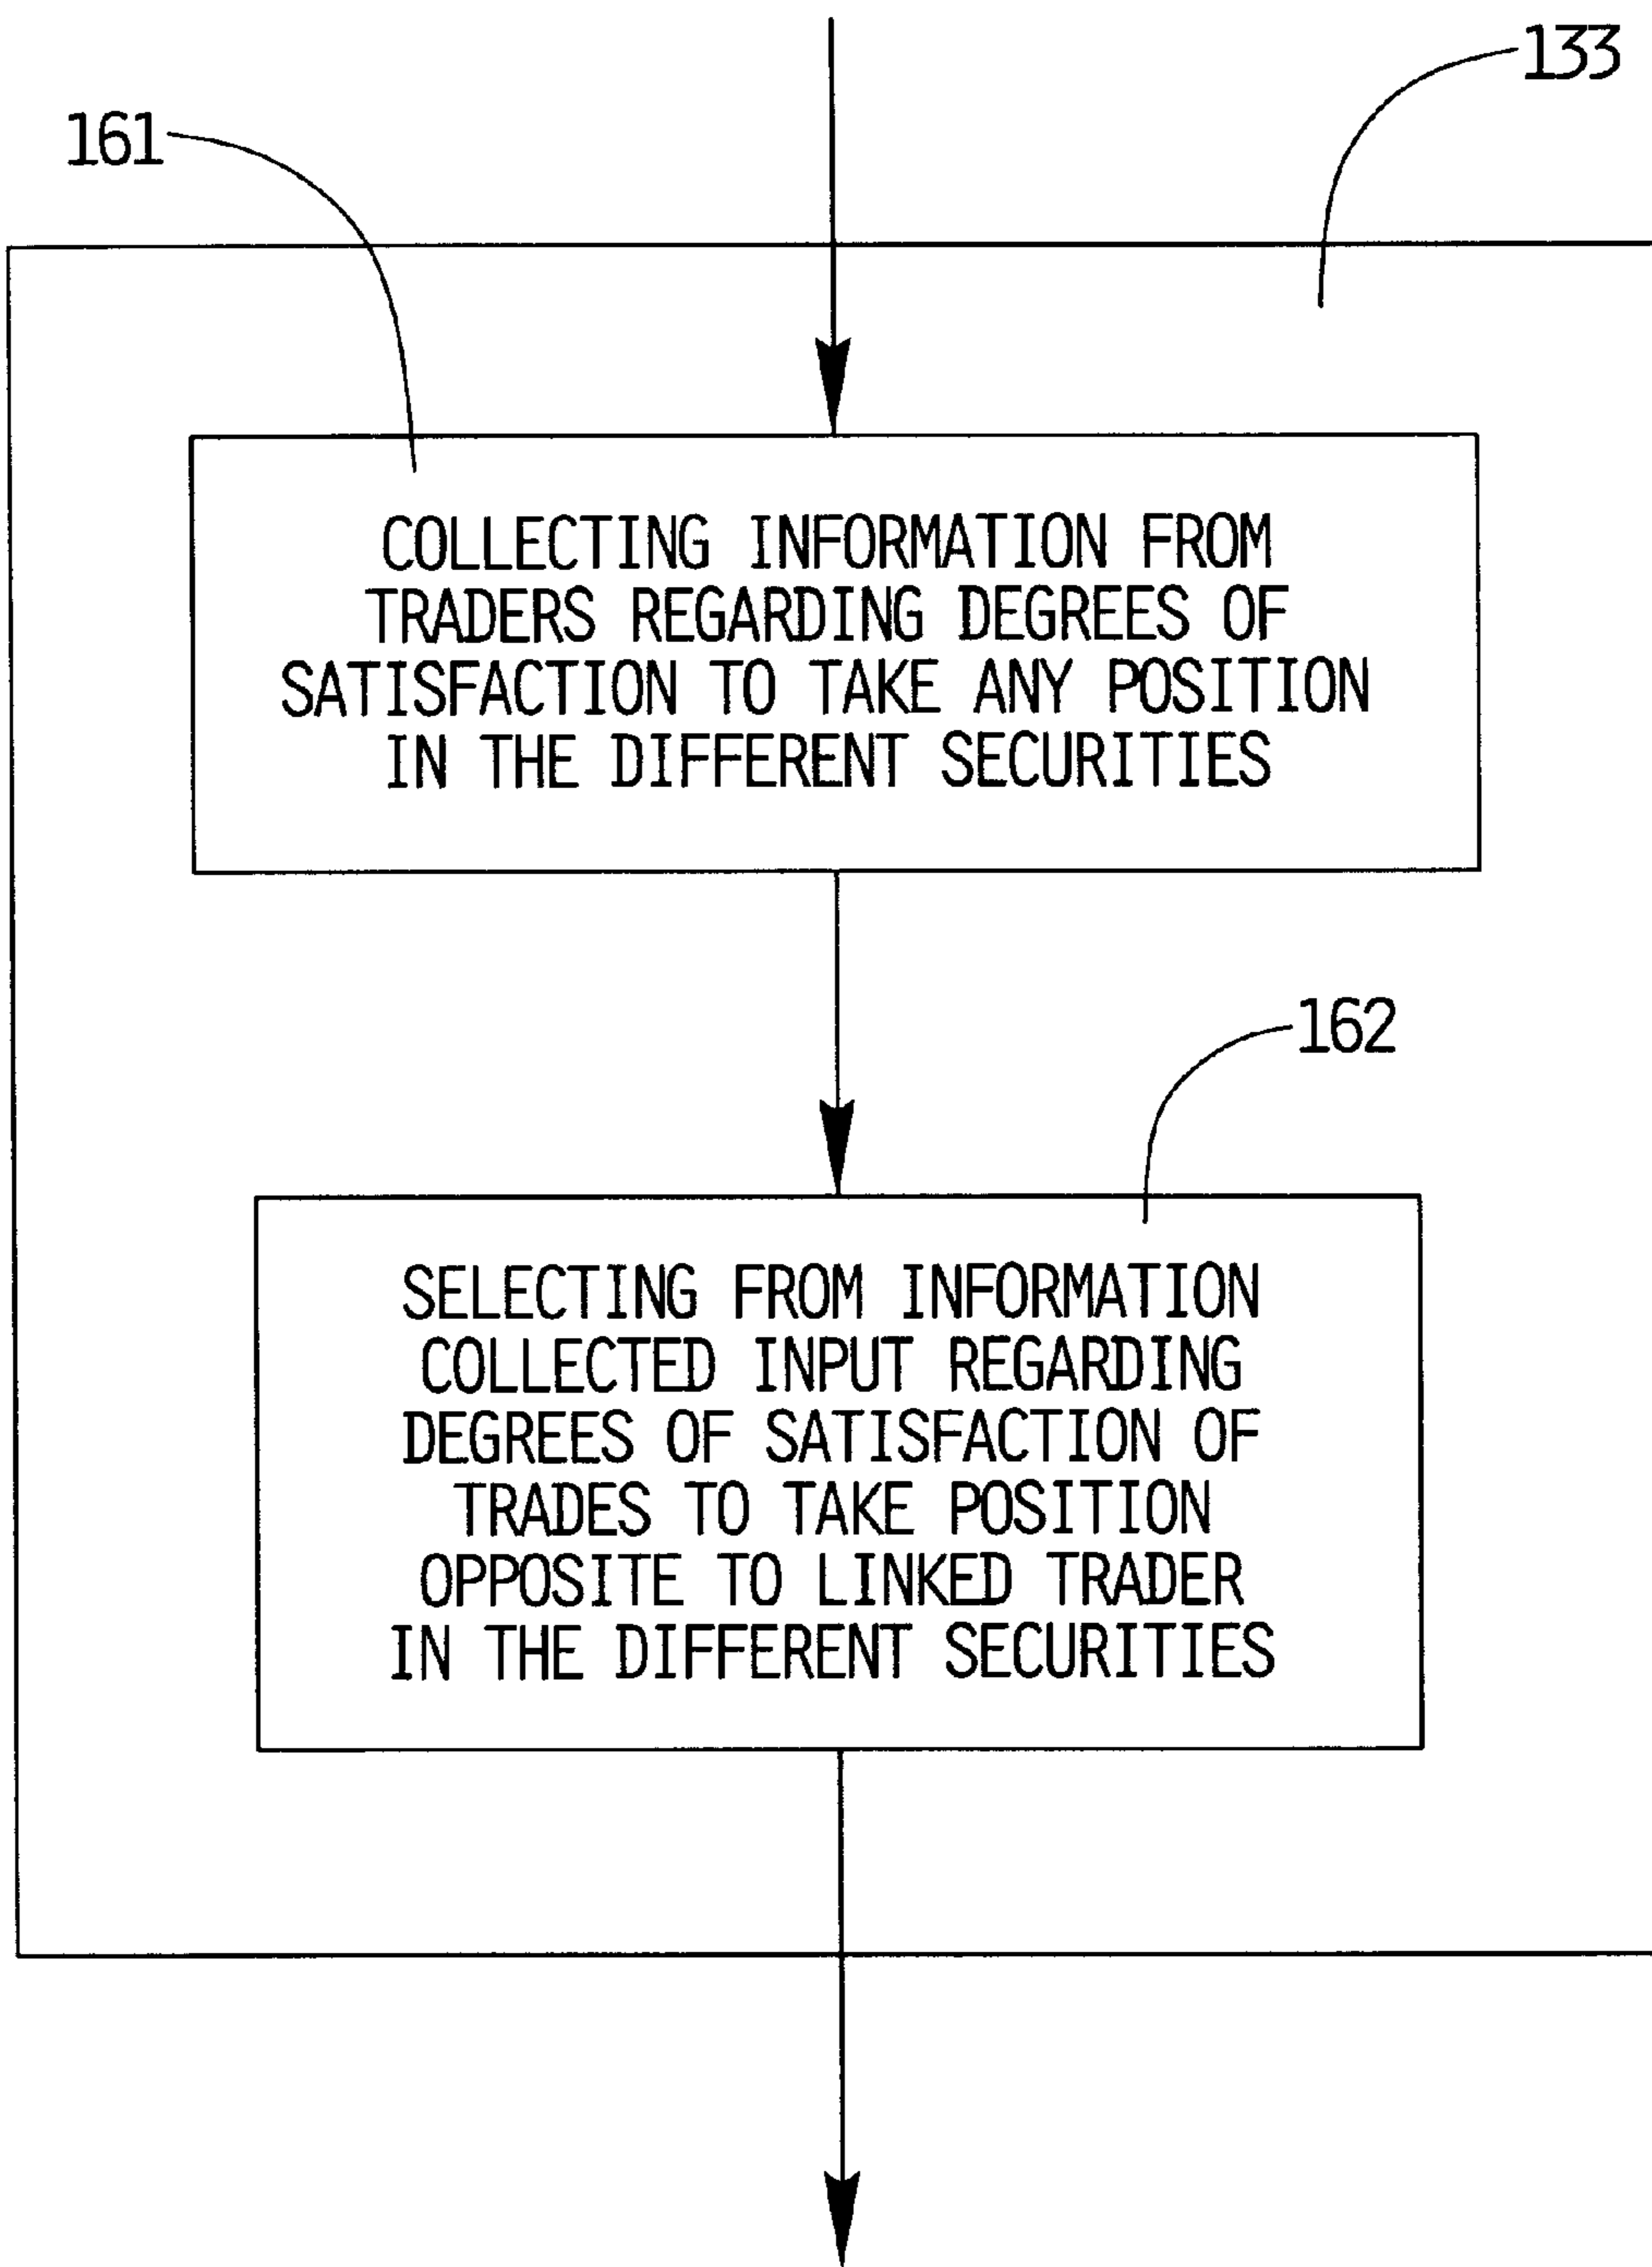 133
161
COLLECTING INFORMATION FROM
TRADERS REGARDING DEGREES OF
SATISFACTION TO TAKE ANY POSITION
IN THE DIFFERENT SECURITIES
162
SELECTING FROM INFORMATION
COLLECTED INPUT REGARDING
DEGREES OF SATISFACTION OF
TRADES TO TAKE POSITION
OPPOSITE TO LINKED TRADER
IN THE DIFFERENT SECURITIES